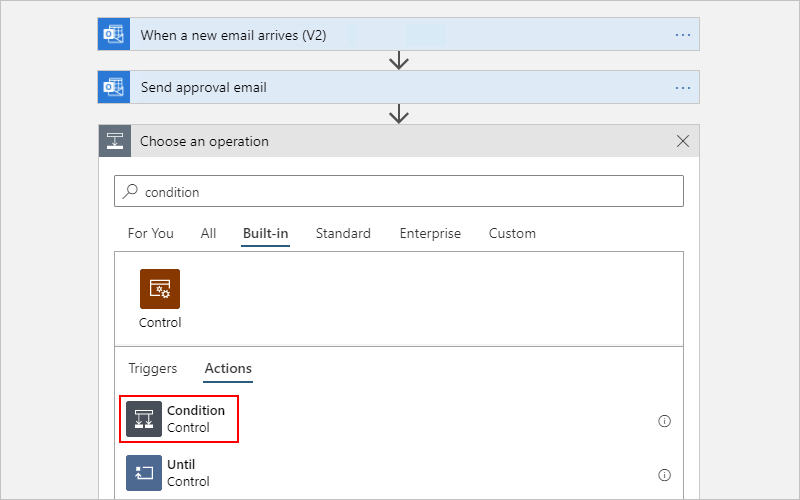 When a new email arrives (V2)
Send approval email
Choose an operation
condition
For You All Built-in Standard Enterprise Custom
Control
Triggers Actions
Condition
Control
Until
Control